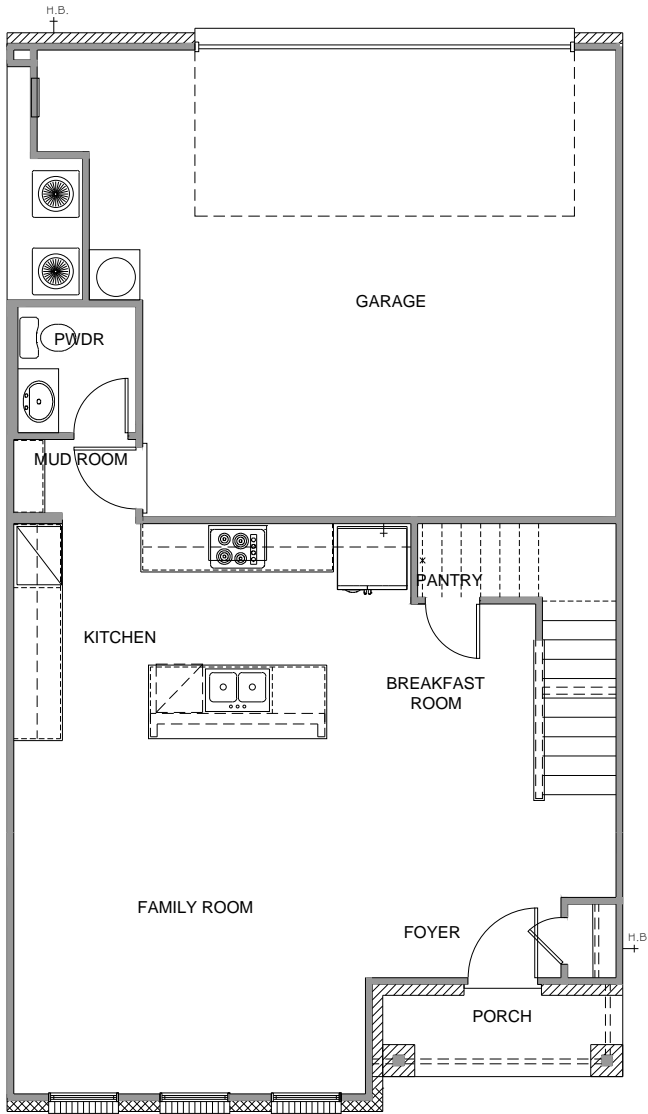 H.B.
GARAGE
PWDR
MUD ROOM
PANTRY
KITCHEN
BREAKFAST
ROOM
FAMILY ROOM
FOYER
H.B
PORCH